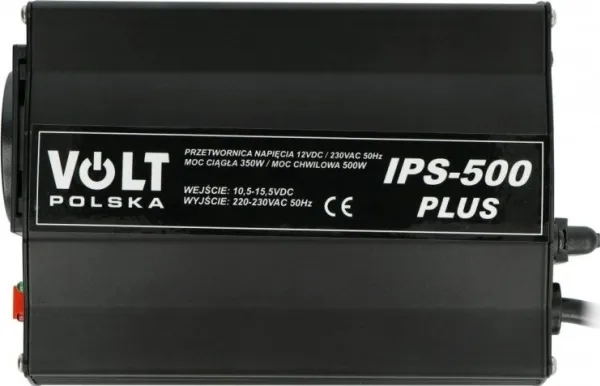 VOLT
POLSKA
PRZETWORNICA NAPIĘCIA 12VDC / 230VAC 50Hz
MOC CIĄGŁA 350W / MOC CHWILOWA 500W
WEJŚCIE: 10,5-15,5VDC
WYJŚCIE: 220-230VAC 50Hz
CE
IPS-500
PLUS